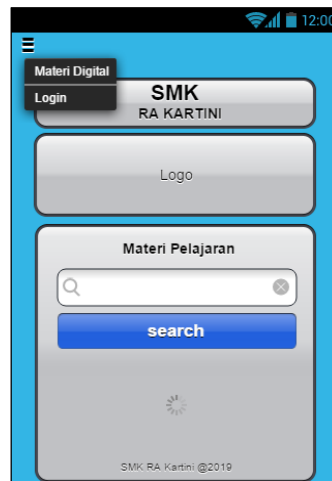 12:00
Materi Digital
Login
SMK
RA KARTINI
Logo
Materi Pelajaran
search
SMK RA Kartini @2019